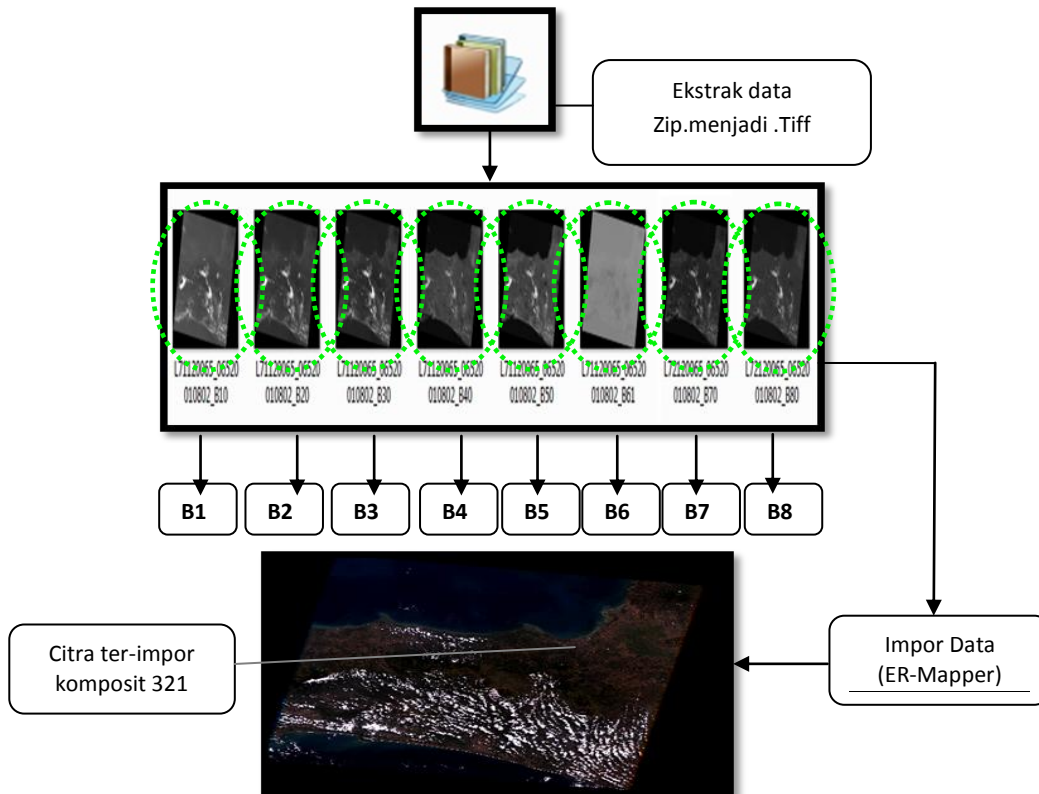 Ekstrak data
Zip.menjadi .Tiff
L71120065_06520
010802_B10
L71120065_06520
010802_B20
L71120065_06520
010802_B30
L71120065_06520
010802_B40
L71120065_06520
010802_B50
L71120065_06520
010802_B61
L71120065_06520
010802_B70
L71120065_06520
010802_B80
B1
B2
B3
B4
B5
B6
B7
B8
Citra ter-impor
komposit 321
Impor Data
(ER-Mapper)